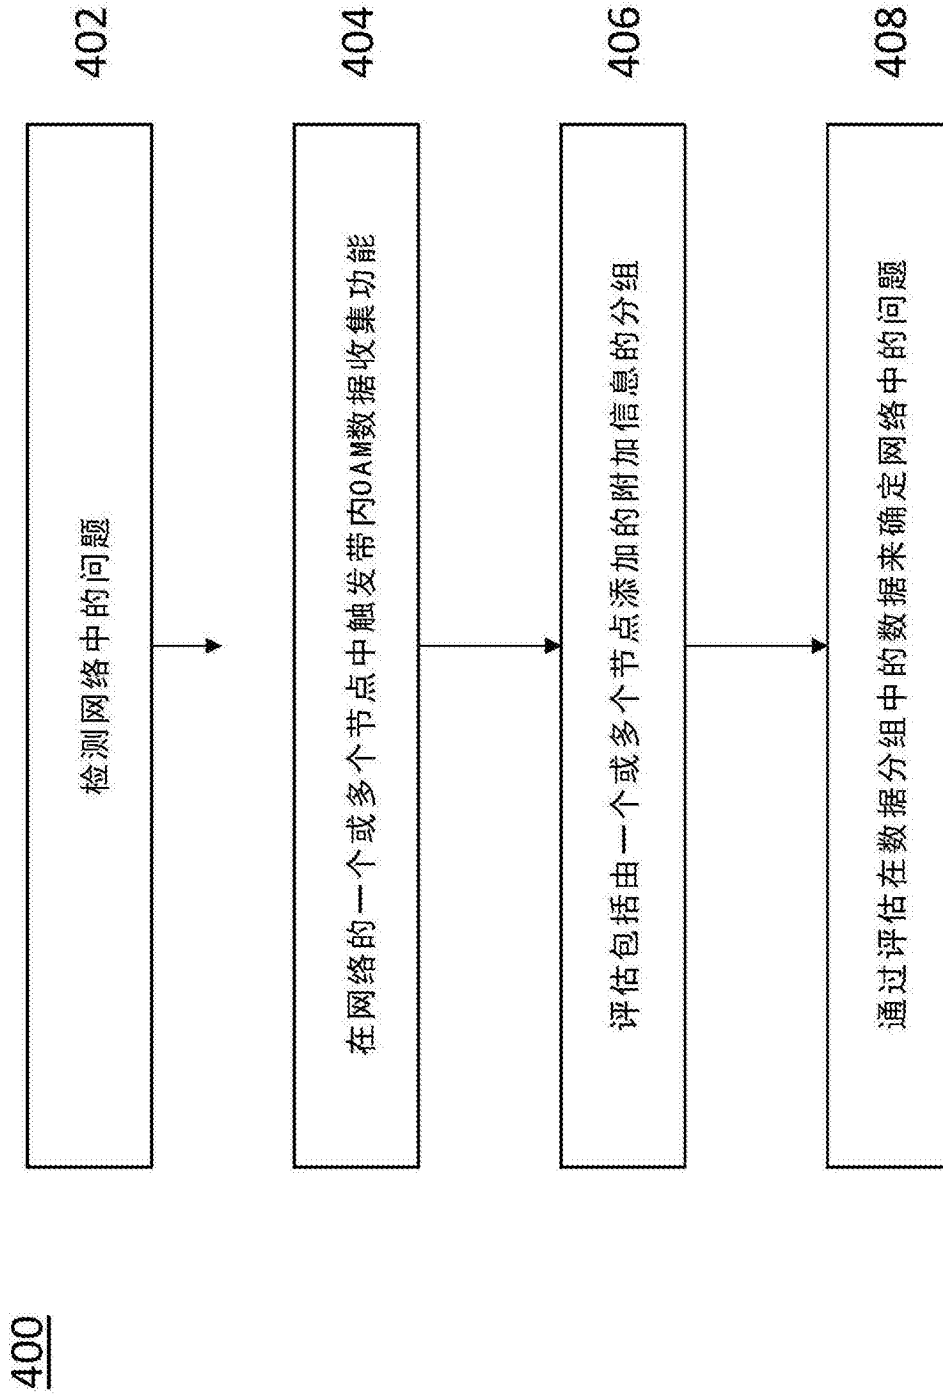 400
检测网络中的问题
402
在网络的一个或多个节点中触发带内OAM数据收集功能
404
评估包括由一个或多个节点添加的附加信息的分组
406
通过评估在数据分组中的数据来确定网络中的问题
408